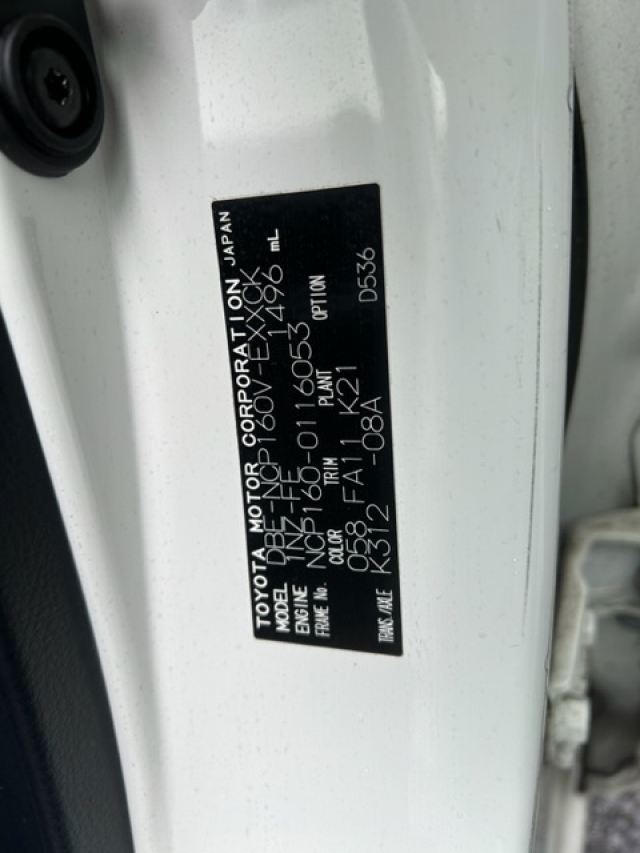 TOYOTA MOTOR CORPORATION JAPAN
MODEL DBE-NCP160V-EXXCK
ENGINE 1NZ-FE 1496 mL
FRAME No. NCP160-0116053
COLOR TRIM PLANT OPTION
058 FA11 K21
TRANS./AXLE K312 -08A D536